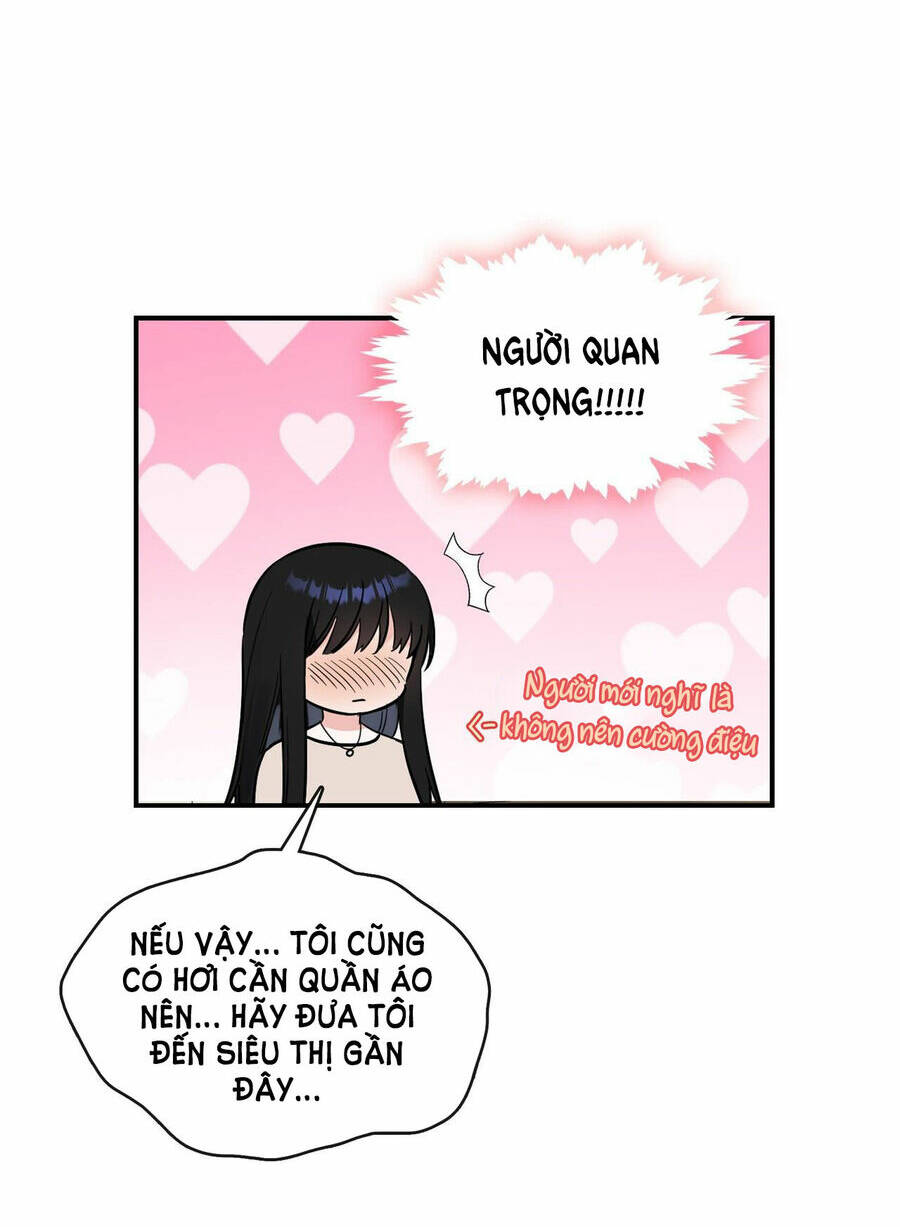 NGƯỜI QUAN
TRỌNG!!!!!
Người mới nghĩ là
<-không nên cường điệu
NẾU VẬY... TÔI CŨNG
CÓ HƠI CẦN QUẦN ÁO
NÊN... HÃY ĐƯA TÔI
ĐẾN SIÊU THỊ GẦN
ĐÂY...